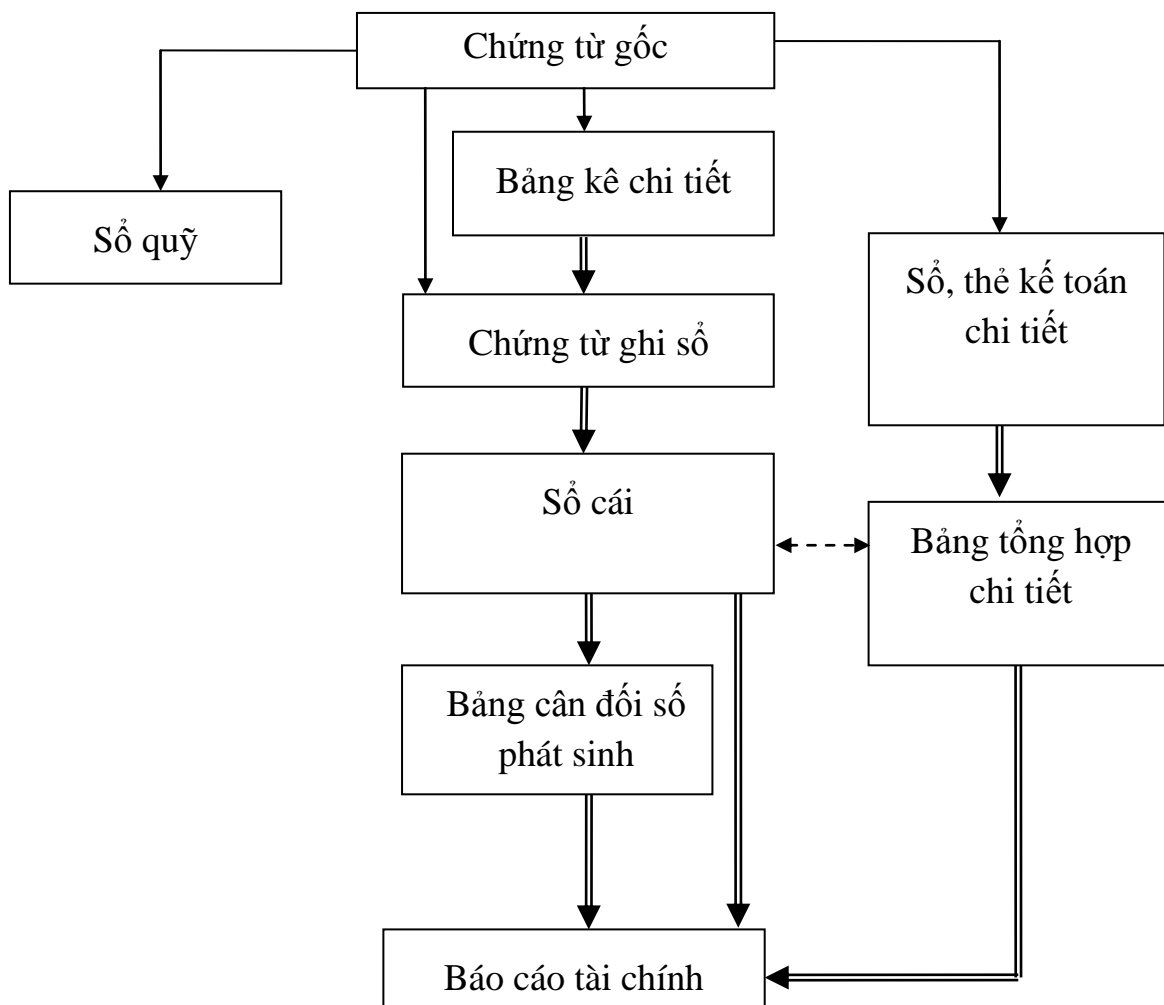 Chứng từ gốc
Bảng kê chi tiết
Sổ quỹ
Sổ, thẻ kế toán
chi tiết
Chứng từ ghi sổ
Sổ cái
Bảng tổng hợp
chi tiết
Bảng cân đối số
phát sinh
Báo cáo tài chính